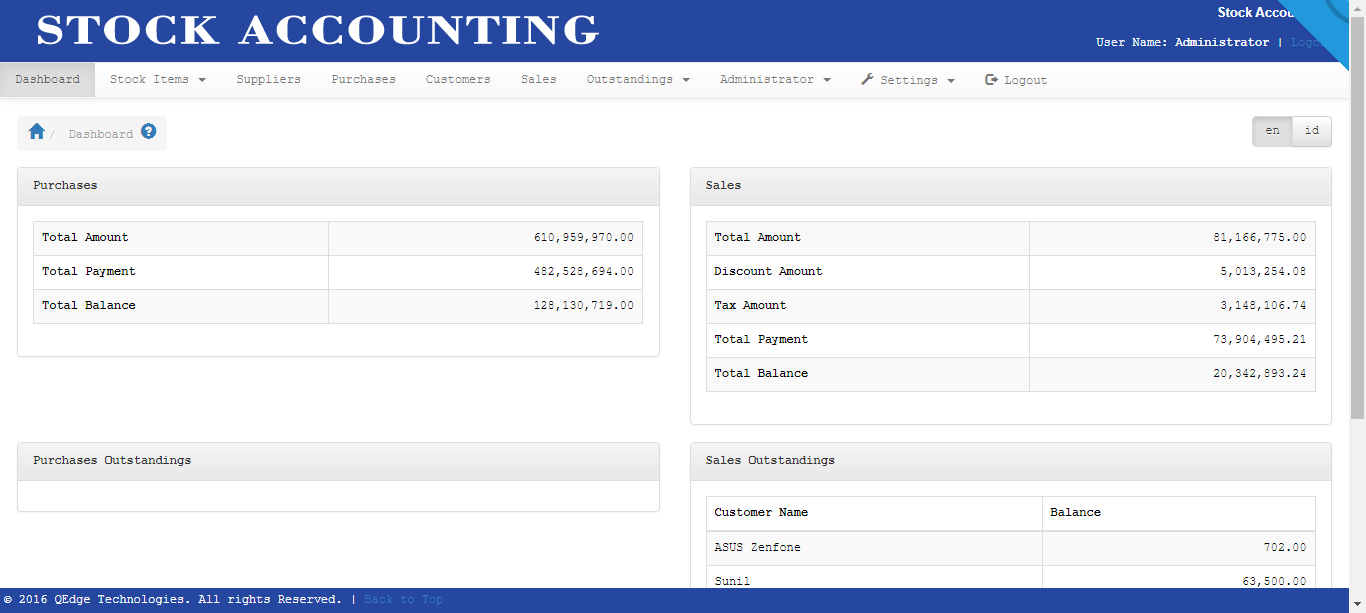 STOCK ACCOUNTING
Stock
User Name: Administrator |
Dashboard Stock Items Suppliers Purchases Customers Sales Outstandings Administrator Settings Logout
/ Dashboard ?
en id
Purchases
Total Amount 610,959,970.00
Total Payment 482,528,694.00
Total Balance 128,130,719.00
Sales
Total Amount 81,166,775.00
Discount Amount 5,013,254.08
Tax Amount 3,148,106.74
Total Payment 73,904,495.21
Total Balance 20,342,893.24
Purchases Outstandings
Sales Outstandings
Customer Name Balance
ASUS Zenfone 702.00
Sunil 63,500.00
© 2016 QEdge Technologies. All rights Reserved. | Back to Top